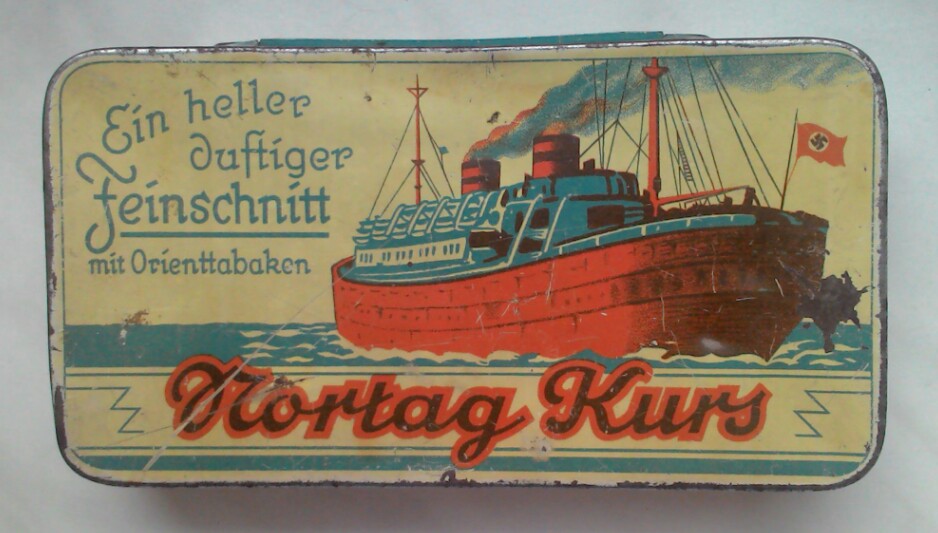 Ein heller
duftiger
Feinschnitt
mit Orienttabaken
Nortag Kurs